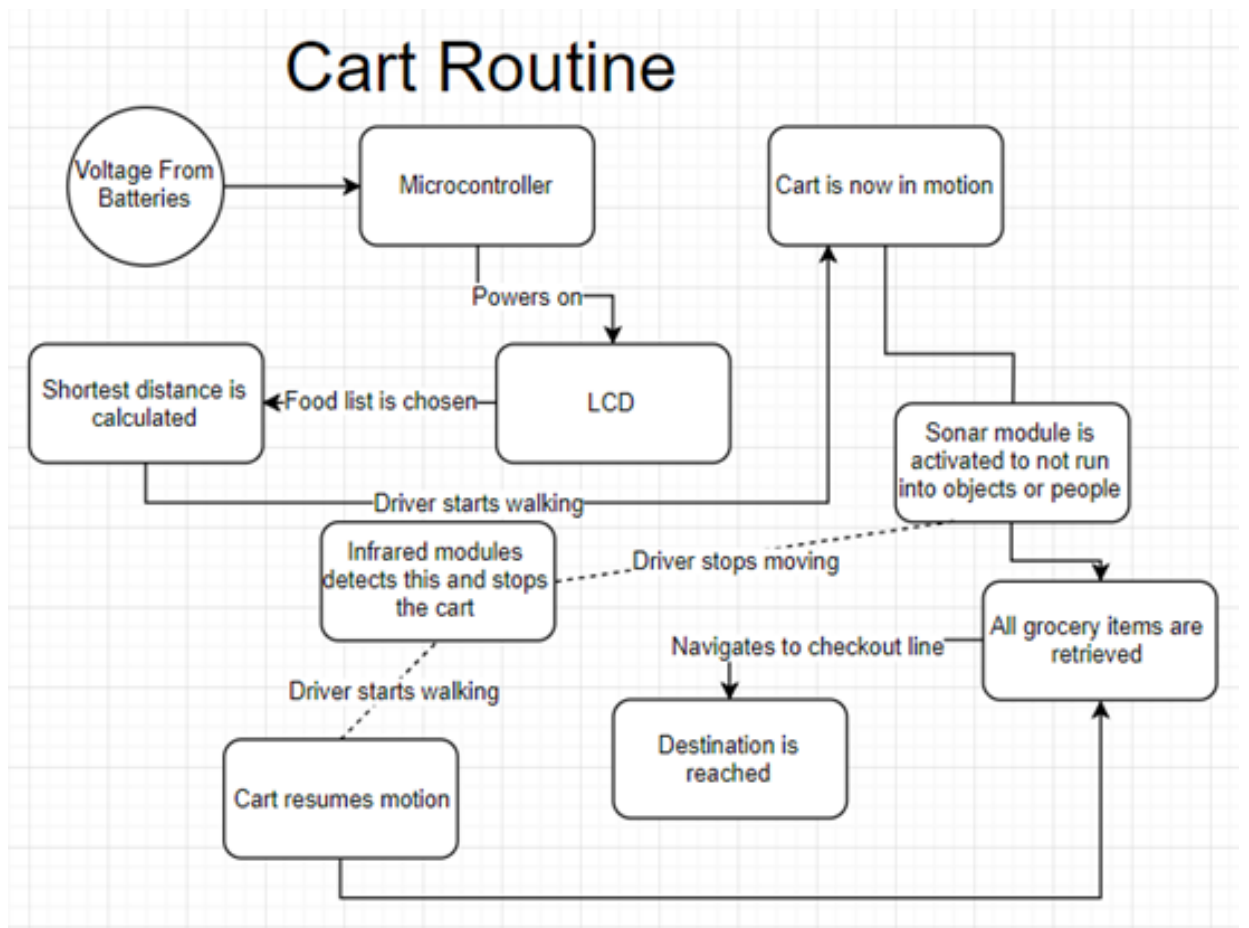 Cart Routine
Voltage From
Batteries
Microcontroller
Cart is now in motion
Powers on
Shortest distance is
calculated
Food list is chosen
LCD
Sonar module is
activated to not run
into objects or people
Driver starts walking
Infrared modules
detects this and stops
the cart
Driver stops moving
All grocery items are
retrieved
Navigates to checkout line
Driver starts walking
Destination is
reached
Cart resumes motion